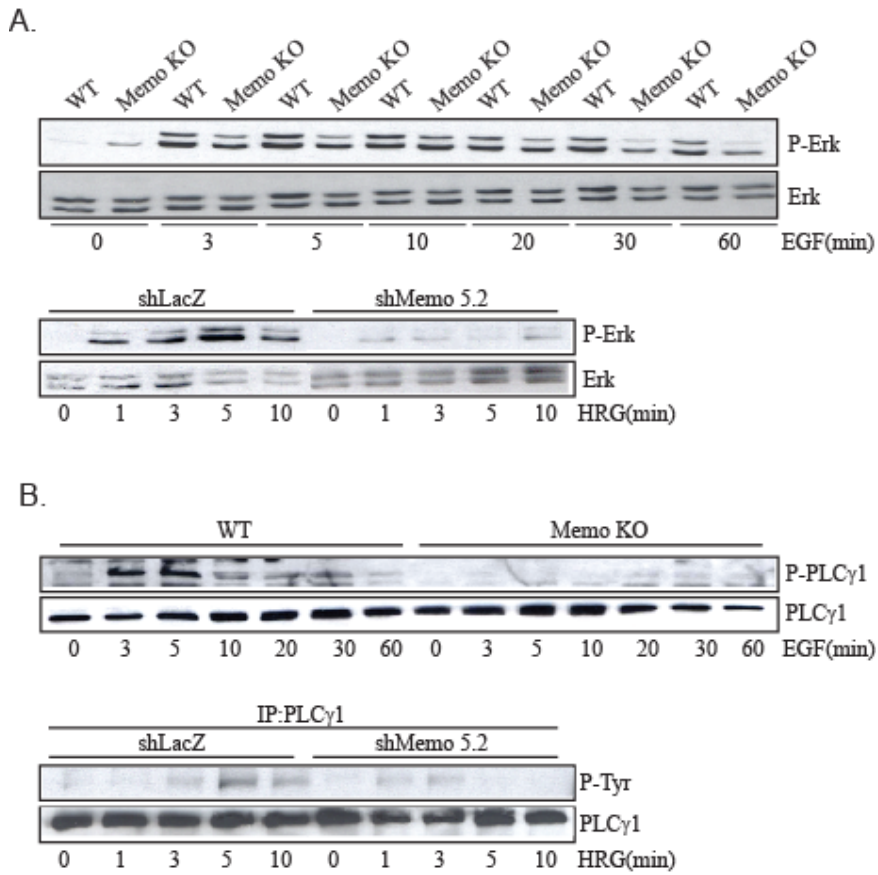 A.
WT Memo KO WT Memo KO WT Memo KO WT Memo KO WT Memo KO WT Memo KO WT Memo KO
P-Erk
Erk
0 3 5 10 20 30 60 EGF(min)
shLacZ shMemo 5.2
P-Erk
Erk
0 1 3 5 10 0 1 3 5 10 HRG(min)
B.
WT Memo KO
P-PLCγ1
PLCγ1
0 3 5 10 20 30 60 0 3 5 10 20 30 60 EGF(min)
IP:PLCγ1
shLacZ shMemo 5.2
P-Tyr
PLCγ1
0 1 3 5 10 0 1 3 5 10 HRG(min)